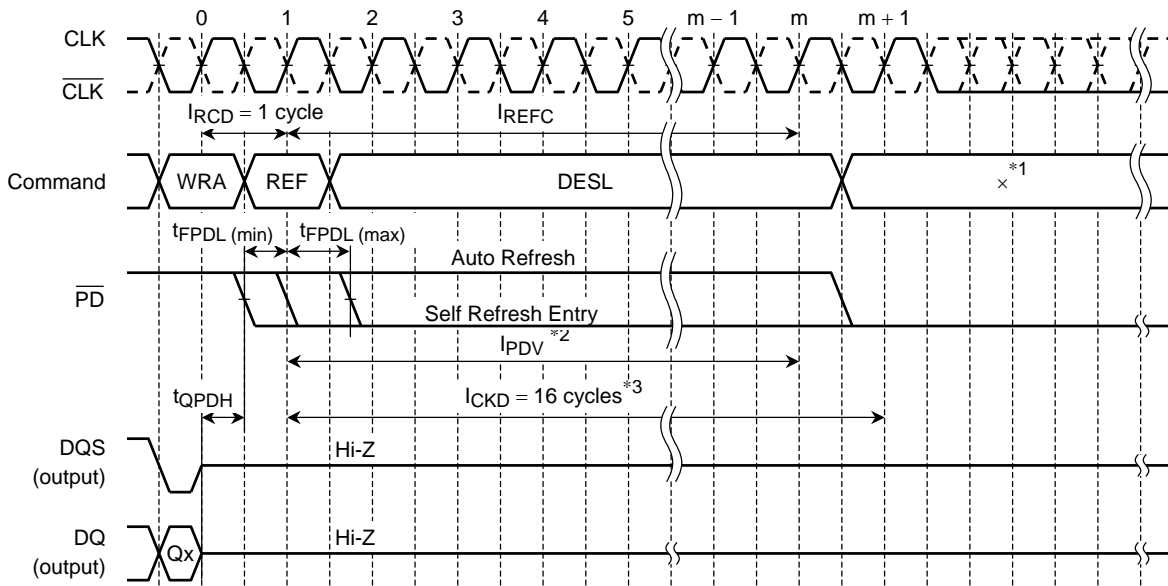 0 1 2 3 4 5 m − 1 m m + 1
CLK
CLK
IRCD = 1 cycle IREFC
Command WRA REF DESL ×*1
tFPDL (min) tFPDL (max)
Auto Refresh
PD
Self Refresh Entry
IPDV *2
tQPDH ICKD = 16 cycles*3
DQS Hi-Z
(output)
DQ Qx Hi-Z
(output)